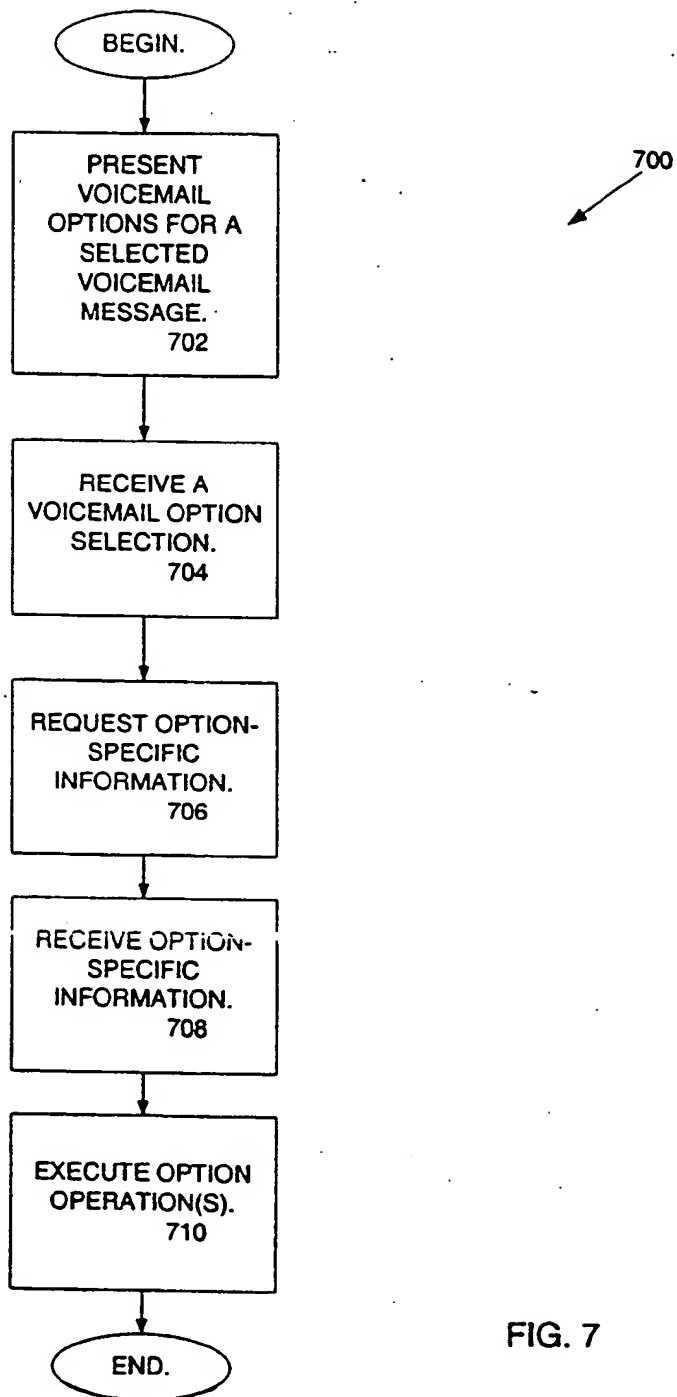 BEGIN.
PRESENT
VOICEMAIL
OPTIONS FOR A
SELECTED
VOICEMAIL
MESSAGE.
702
700
RECEIVE A
VOICEMAIL OPTION
SELECTION.
704
REQUEST OPTION-
SPECIFIC
INFORMATION.
706
RECEIVE OPTION-
SPECIFIC
INFORMATION.
708
EXECUTE OPTION
OPERATION(S).
710
END.
FIG. 7